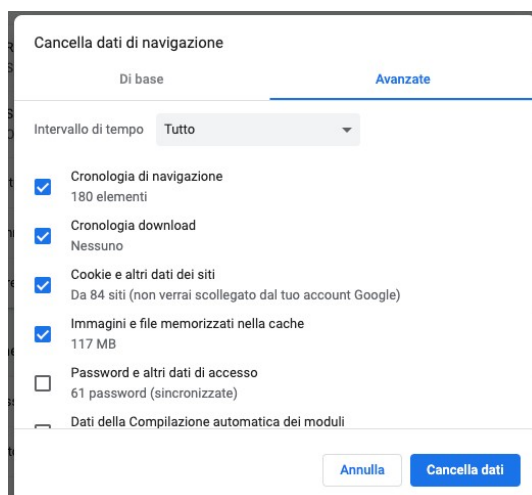 Cancella dati di navigazione
Di base
Avanzate
Intervallo di tempo Tutto
Cronologia di navigazione
180 elementi
Cronologia download
Nessuno
Cookie e altri dati dei siti
Da 84 siti (non verrai scollegato dal tuo account Google)
Immagini e file memorizzati nella cache
117 MB
Password e altri dati di accesso
61 password (sincronizzate)
Dati della Compilazione automatica dei moduli
Annulla
Cancella dati